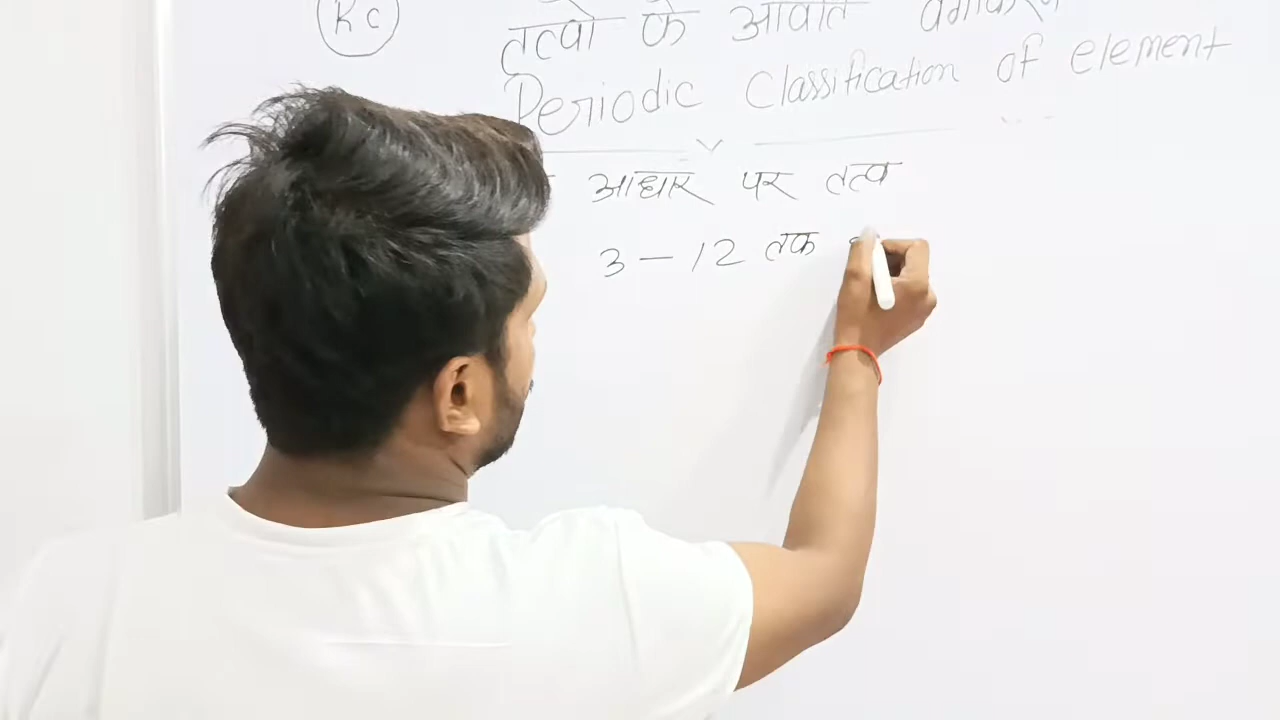 Rc
तत्वो के आवर्त वर्गीकरण
Periodic Classification of element
आधार पर तत्व
3 - 12 तक